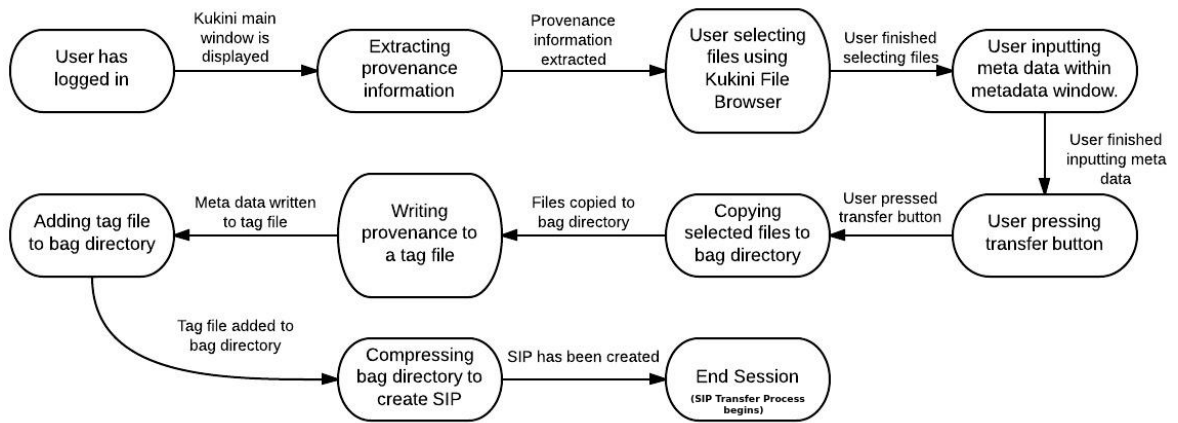 User has
logged in
Kukini main
window is
displayed
Extracting
provenance
information
Provenance
information
extracted
User selecting
files using
Kukini File
Browser
User finished
selecting files
User inputting
meta data within
metadata window.
User finished
inputting meta
data
User pressing
transfer button
User pressed
transfer button
Copying
selected files to
bag directory
Files copied to
bag directory
Writing
provenance to
a tag file
Meta data written
to tag file
Adding tag file
to bag directory
Tag file added to
bag directory
Compressing
bag directory to
create SIP
SIP has been created
End Session
(SIP Transfer Process
begins)